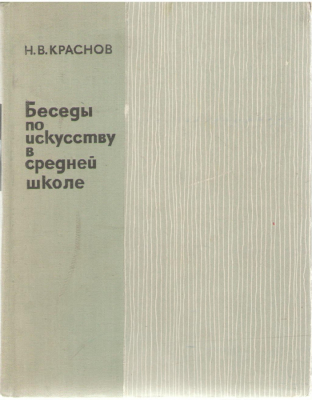 Н.В.КРАСНОВ
Беседы
по
искусству
в
средней
школе